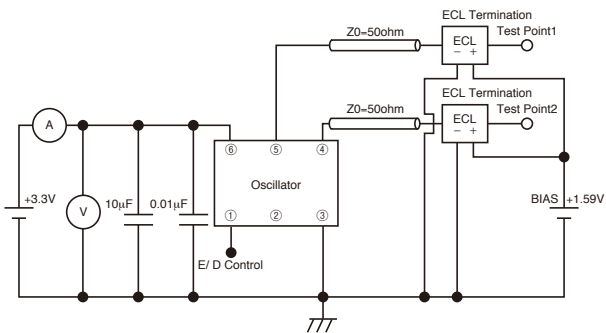 ECL Termination
Z0=50ohm
Test Point1
ECL
− +
ECL Termination
Z0=50ohm
Test Point2
ECL
− +
A
⑥ ⑤ ④
Oscillator
① ② ③
+3.3V
V
10μF
0.01μF
E/ D Control
BIAS
+1.59V